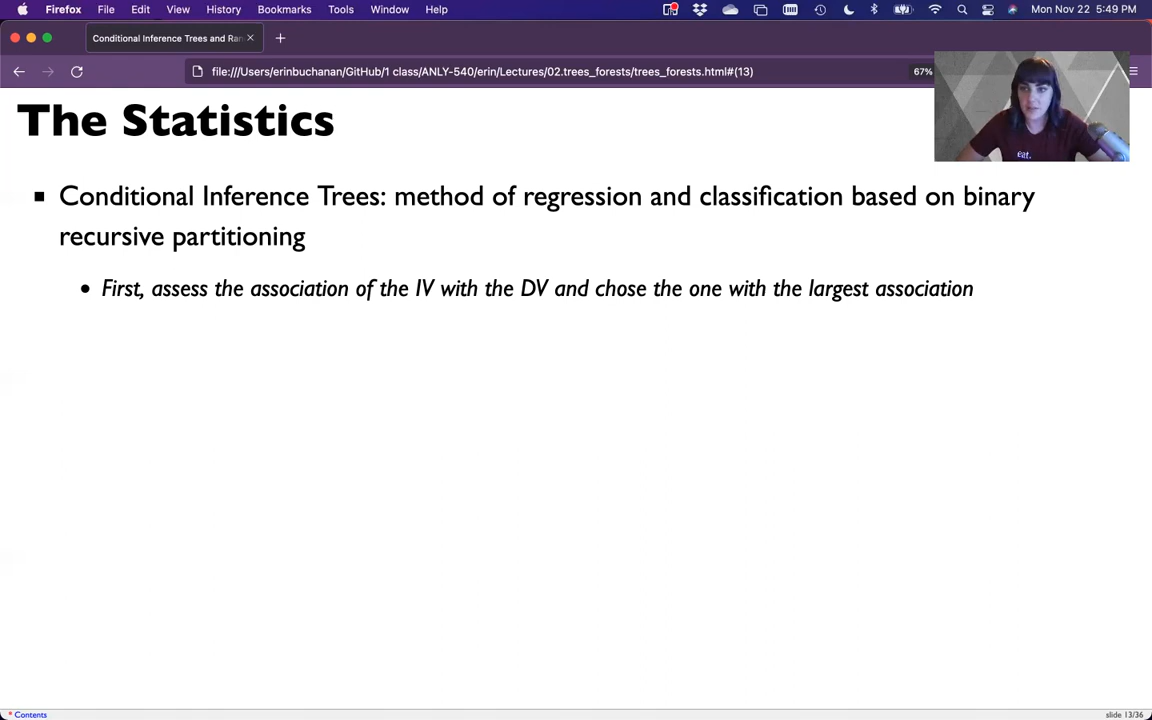 Firefox File Edit View History Bookmarks Tools Window Help Mon Nov 22 5:49 PM
Conditional Inference Trees and Ran
file:///Users/erinbuchanan/GitHub/1 class/ANLY-540/erin/Lectures/02.trees_forests/trees_forests.html#(13) 67%
The Statistics
eat.
Conditional Inference Trees: method of regression and classification based on binary
recursive partitioning
First, assess the association of the IV with the DV and chose the one with the largest association
* Contents slide 13/36